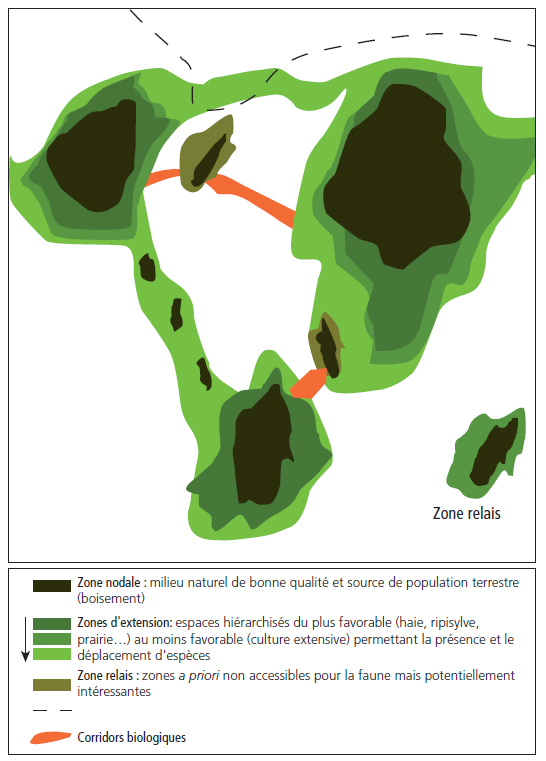 Zone relais
Zone nodale : milieu naturel de bonne qualité et source de population terrestre
(boisement)
Zones d'extension: espaces hiérarchisés du plus favorable (haie, ripisylve,
prairie…) au moins favorable (culture extensive) permettant la présence et le
déplacement d'espèces
Zone relais : zones a priori non accessibles pour la faune mais potentiellement
intéressantes
Corridors biologiques